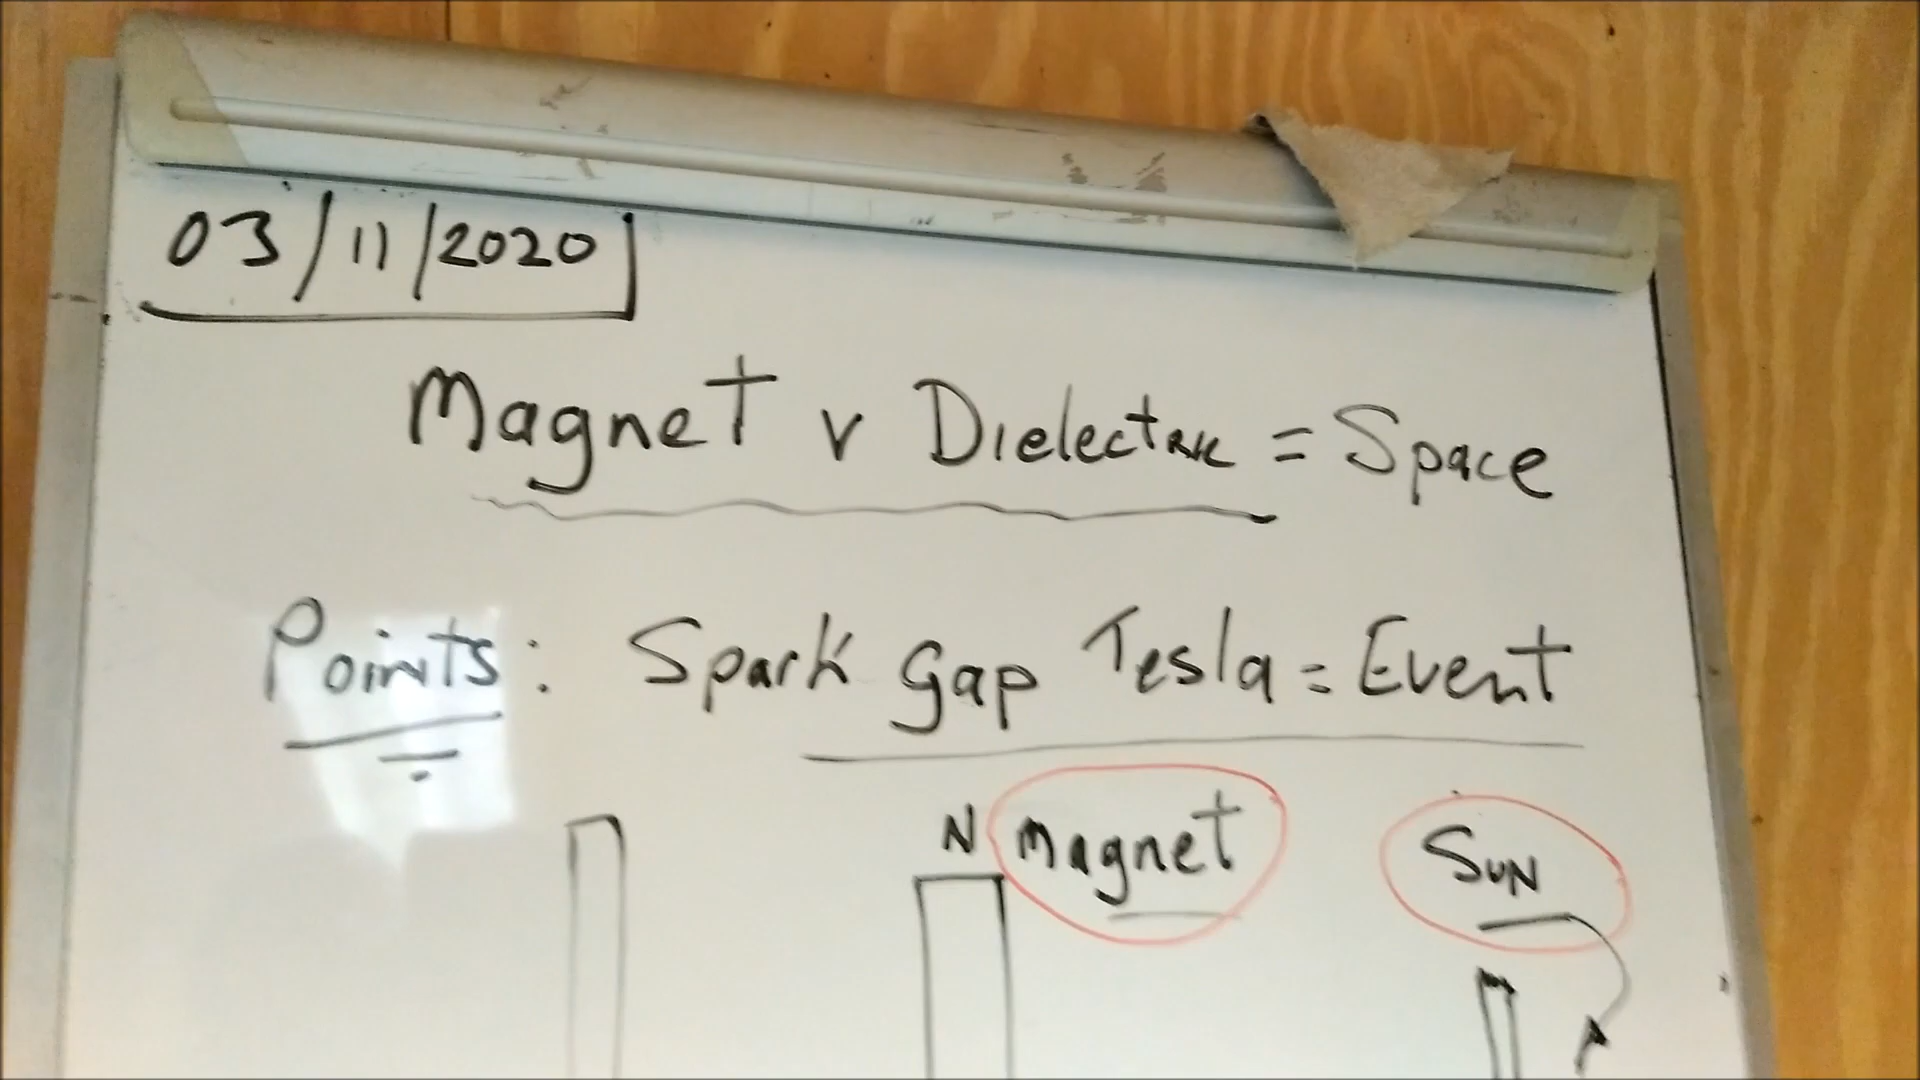 03/11/2020
Magnet v Dielectric = Space
Points: Spark Gap Tesla = Event
N Magnet
Sun